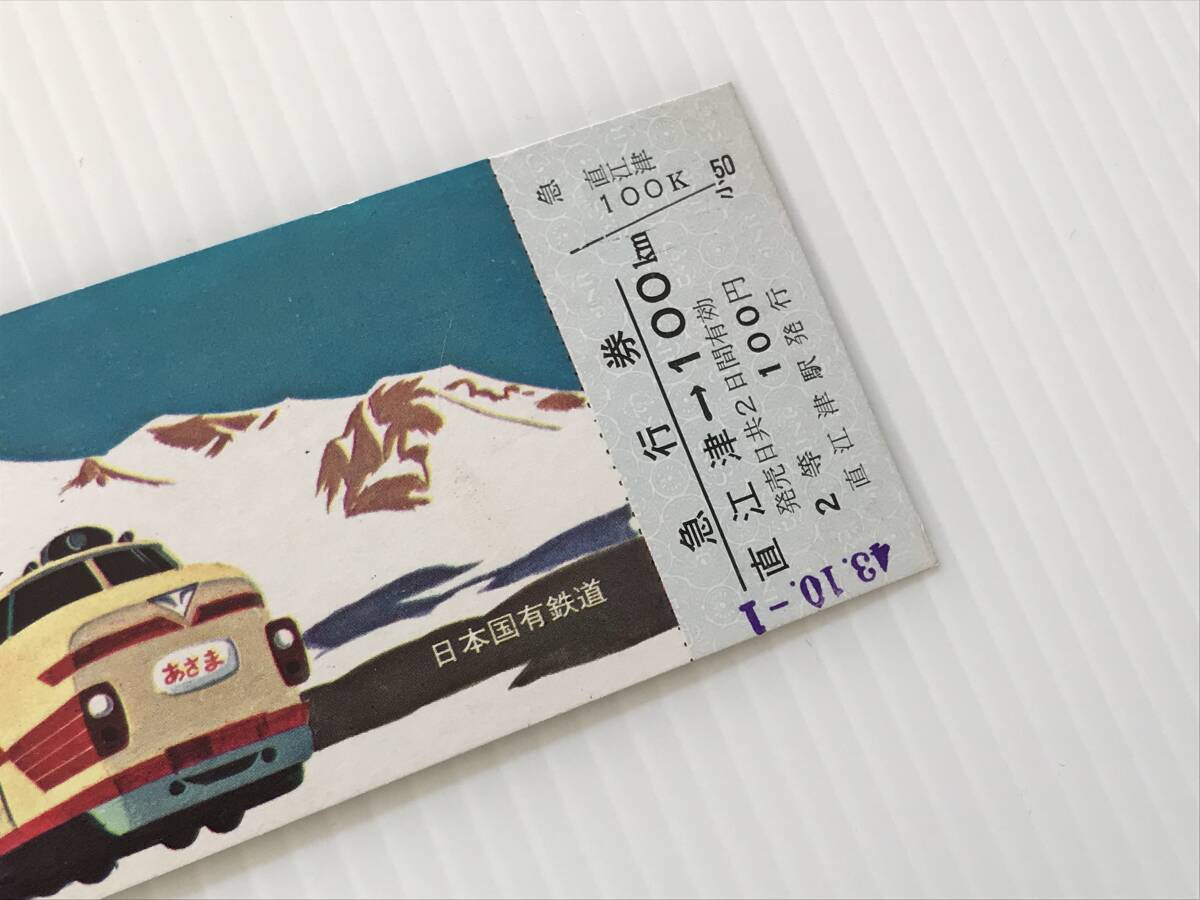 急 直江津
100K
小児
急行券
直江津→100km
発売日共2日間有効
100円
2等
直江津駅発行
43.10.-1
あさま
日本国有鉄道